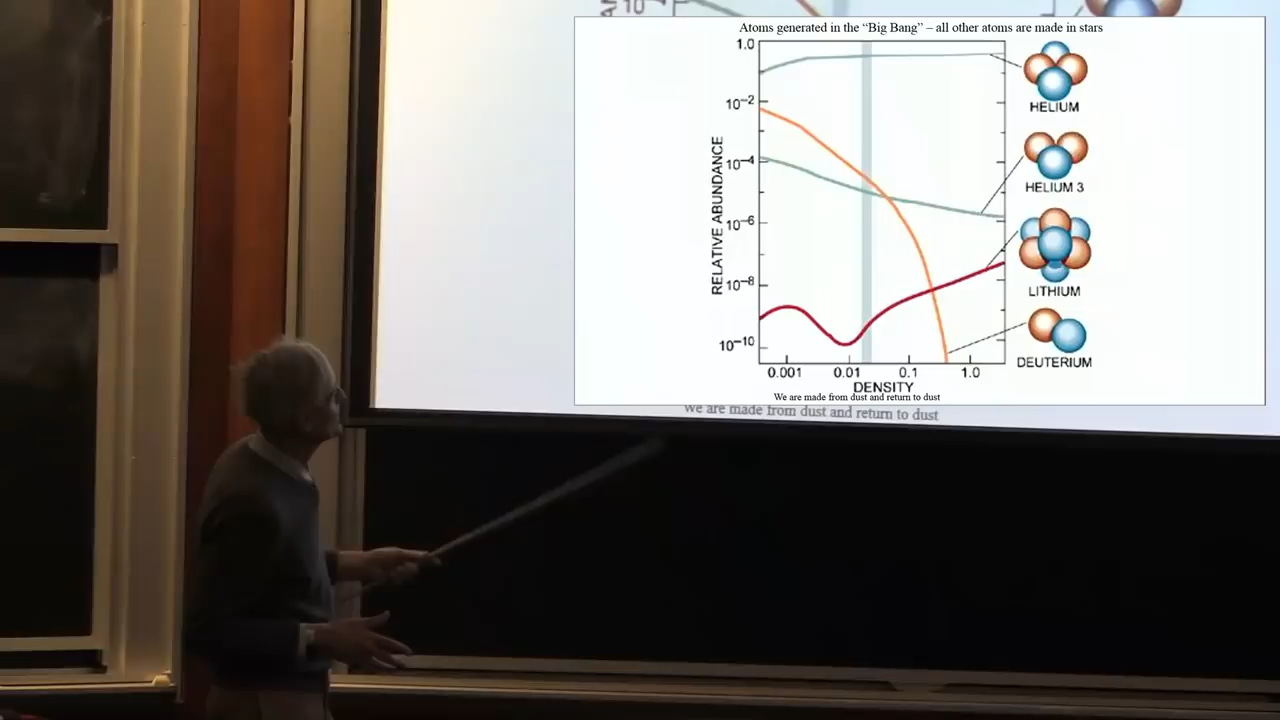 10
Atoms generated in the “Big Bang” – all other atoms are made in stars
1.0
10–2
10–4
10–6
10–8
10–10
RELATIVE ABUNDANCE
HELIUM
HELIUM 3
LITHIUM
DEUTERIUM
0.001 0.01 0.1 1.0
DENSITY
We are made from dust and return to dust
We are made from dust and return to dust